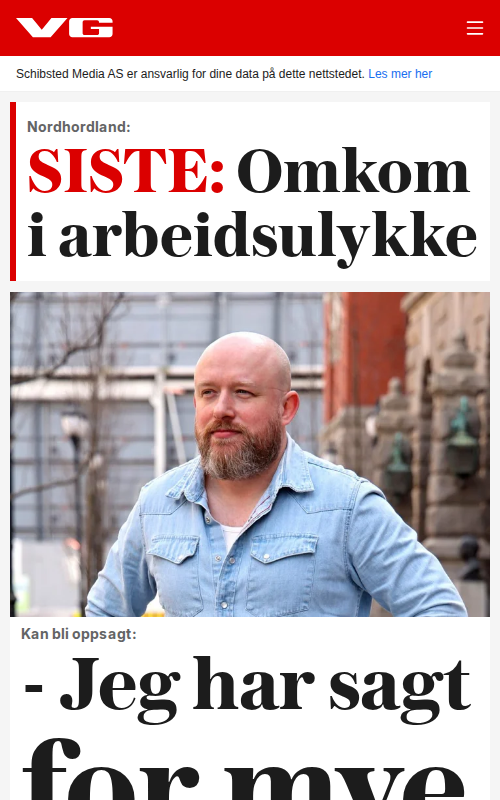 VG
Schibsted Media AS er ansvarlig for dine data på dette nettstedet. Les mer her
Nordhordland:
SISTE: Omkom
i arbeidsulykke
Kan bli oppsagt:
- Jeg har sagt
for mye